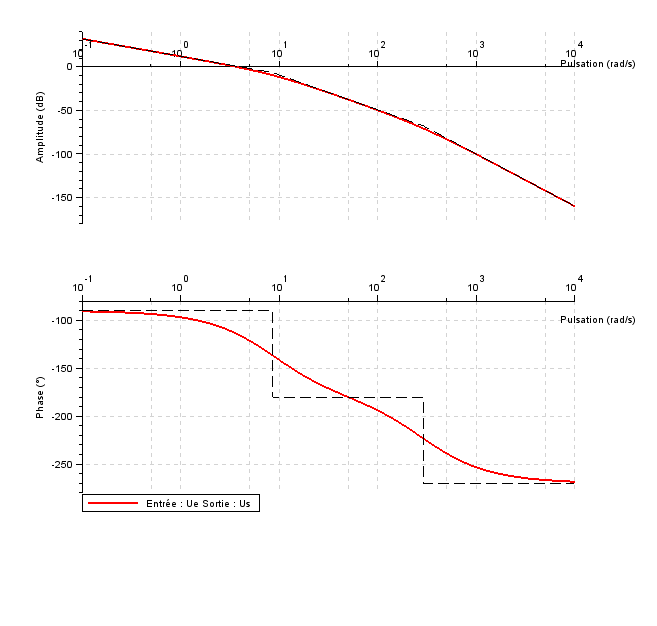 10^-1 10^0 10^1 10^2 10^3 10^4
Pulsation (rad/s)
0
-50
-100
-150
Amplitude (dB)
10^-1 10^0 10^1 10^2 10^3 10^4
Pulsation (rad/s)
-100
-150
-200
-250
Phase (°)
Entrée : Ue Sortie : Us